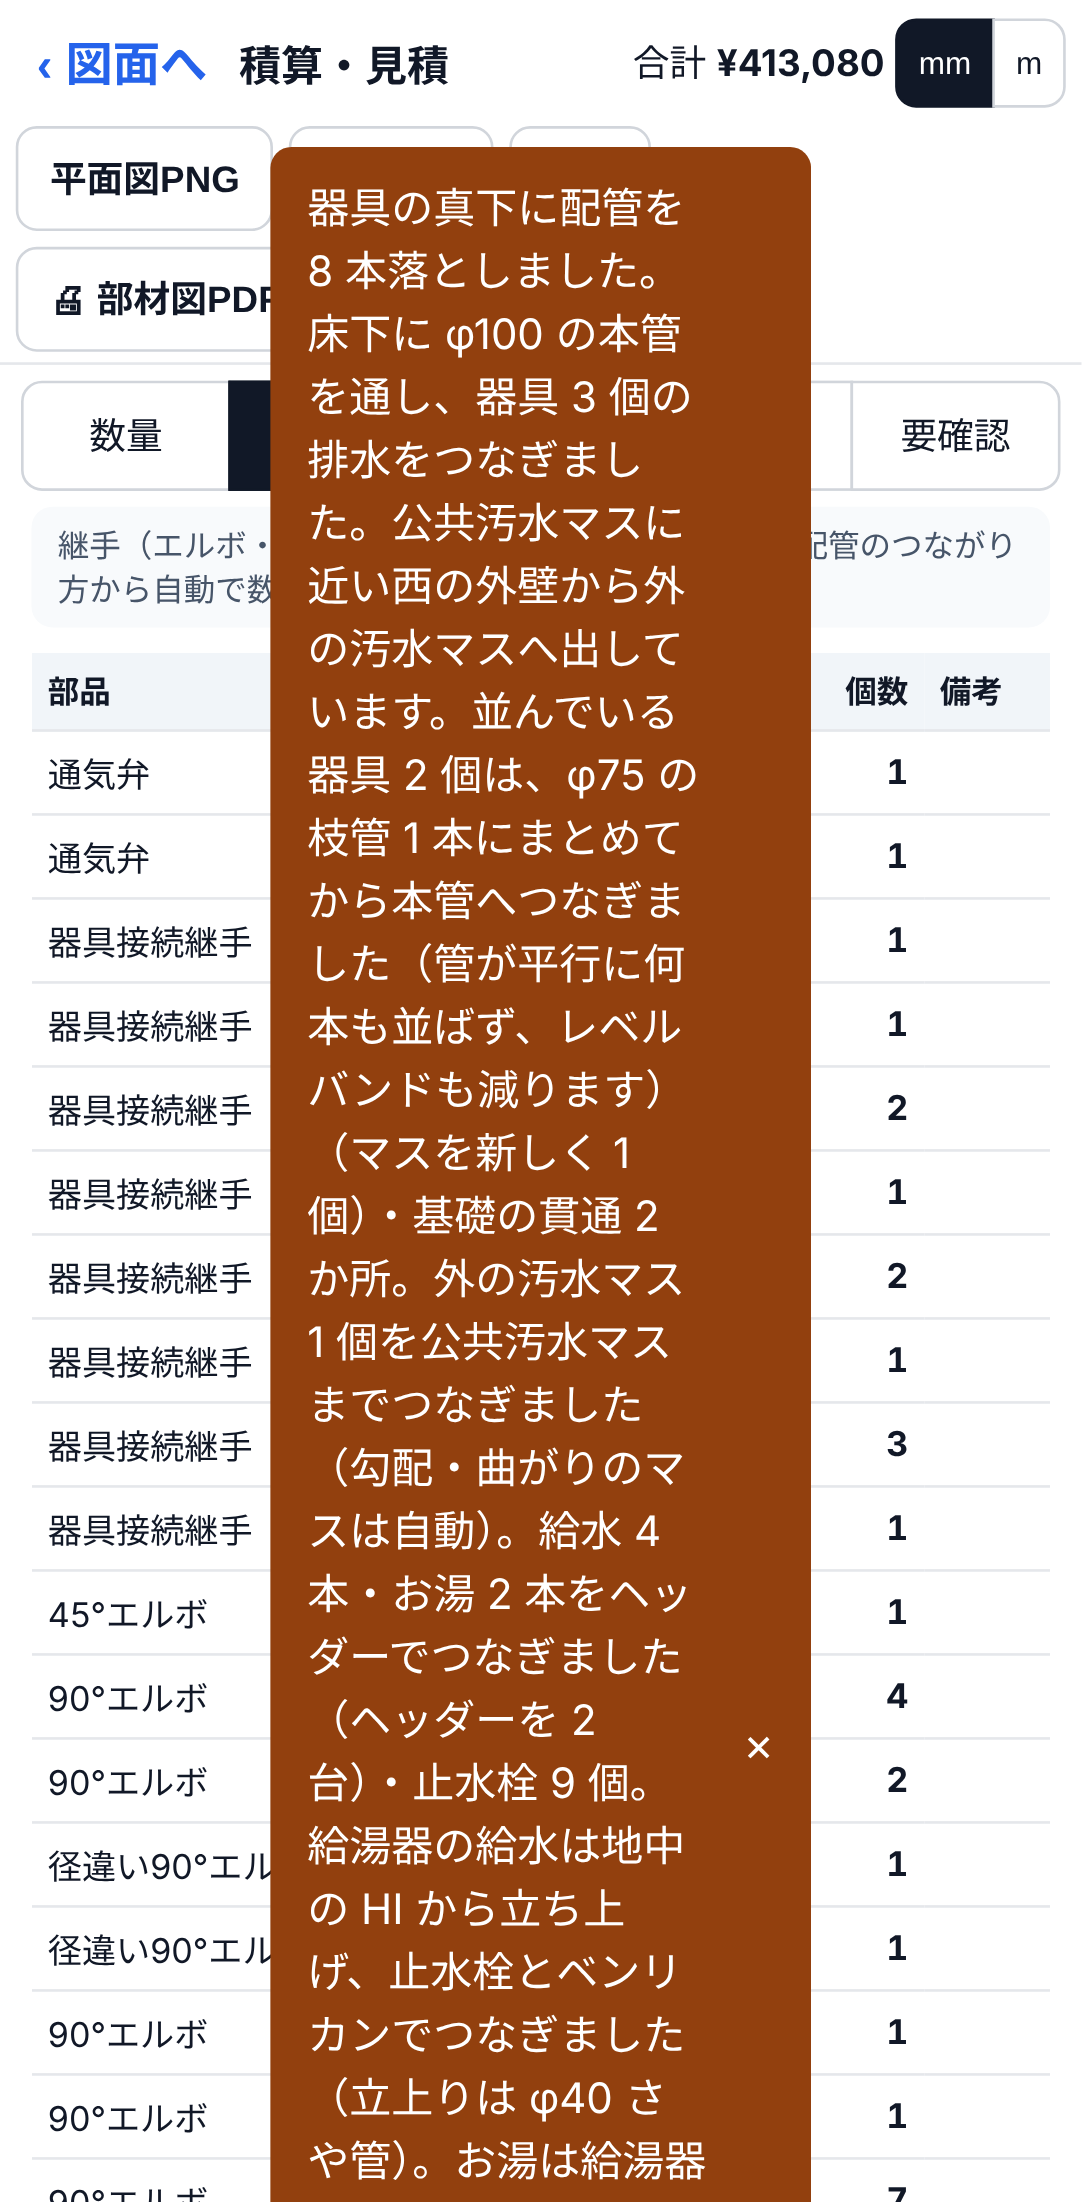 ‹ 図面へ 積算・見積 合計 ¥413,080 mm m
平面図PNG
部材図PDF
数量 要確認
継手（エルボ・ 配管のつながり
方から自動で数
部品 個数 備考
通気弁 1
通気弁 1
器具接続継手 1
器具接続継手 1
器具接続継手 2
器具接続継手 1
器具接続継手 2
器具接続継手 1
器具接続継手 3
器具接続継手 1
45°エルボ 1
90°エルボ 4
90°エルボ 2
径違い90°エル 1
径違い90°エル 1
90°エルボ 1
90°エルボ 1
90°エルボ 7
器具の真下に配管を
8 本落としました。
床下に φ100 の本管
を通し、器具 3 個の
排水をつなぎまし
た。公共汚水マスに
近い西の外壁から外
の汚水マスへ出して
います。並んでいる
器具 2 個は、φ75 の
枝管 1 本にまとめて
から本管へつなぎま
した（管が平行に何
本も並ばず、レベル
バンドも減ります）
（マスを新しく 1
個）・基礎の貫通 2
か所。外の汚水マス
1 個を公共汚水マス
までつなぎました
（勾配・曲がりのマ
スは自動）。給水 4
本・お湯 2 本をヘッ
ダーでつなぎました
（ヘッダーを 2
台）・止水栓 9 個。
給湯器の給水は地中
の HI から立ち上
げ、止水栓とベンリ
カンでつなぎました
（立上りは φ40 さ
や管）。お湯は給湯器
×